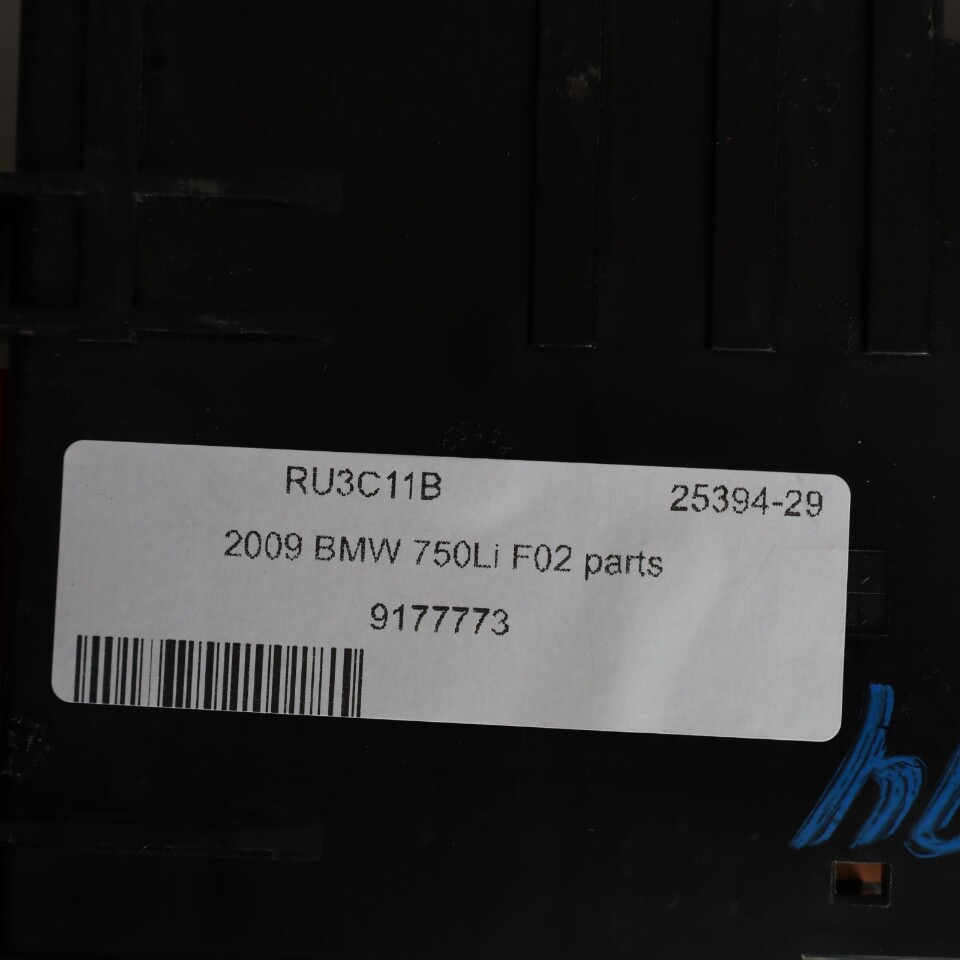 RU3C11B 25394-29
2009 BMW 750Li F02 parts
9177773